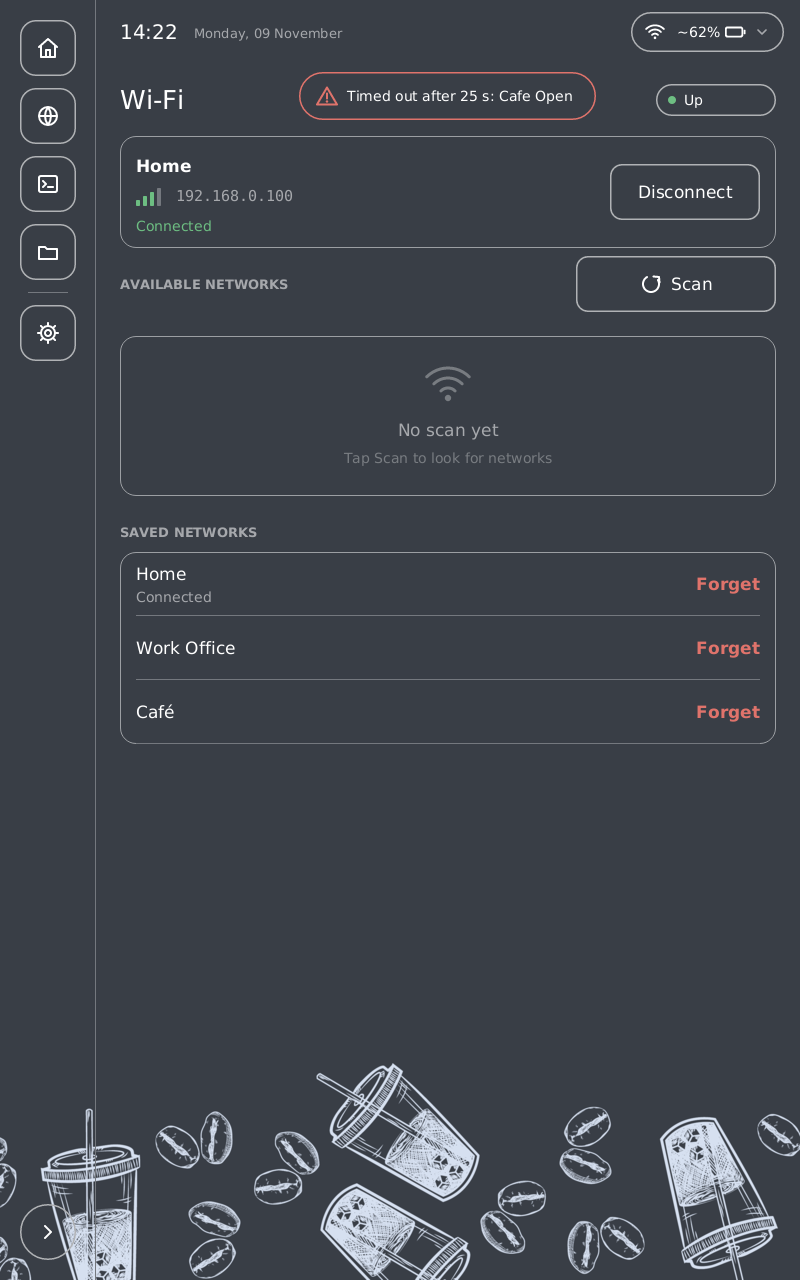 14:22 Monday, 09 November ~62%
Wi-Fi
Timed out after 25 s: Cafe Open
Up
Home
192.168.0.100
Connected
Disconnect
AVAILABLE NETWORKS
Scan
No scan yet
Tap Scan to look for networks
SAVED NETWORKS
Home
Connected
Forget
Work Office
Forget
Café
Forget